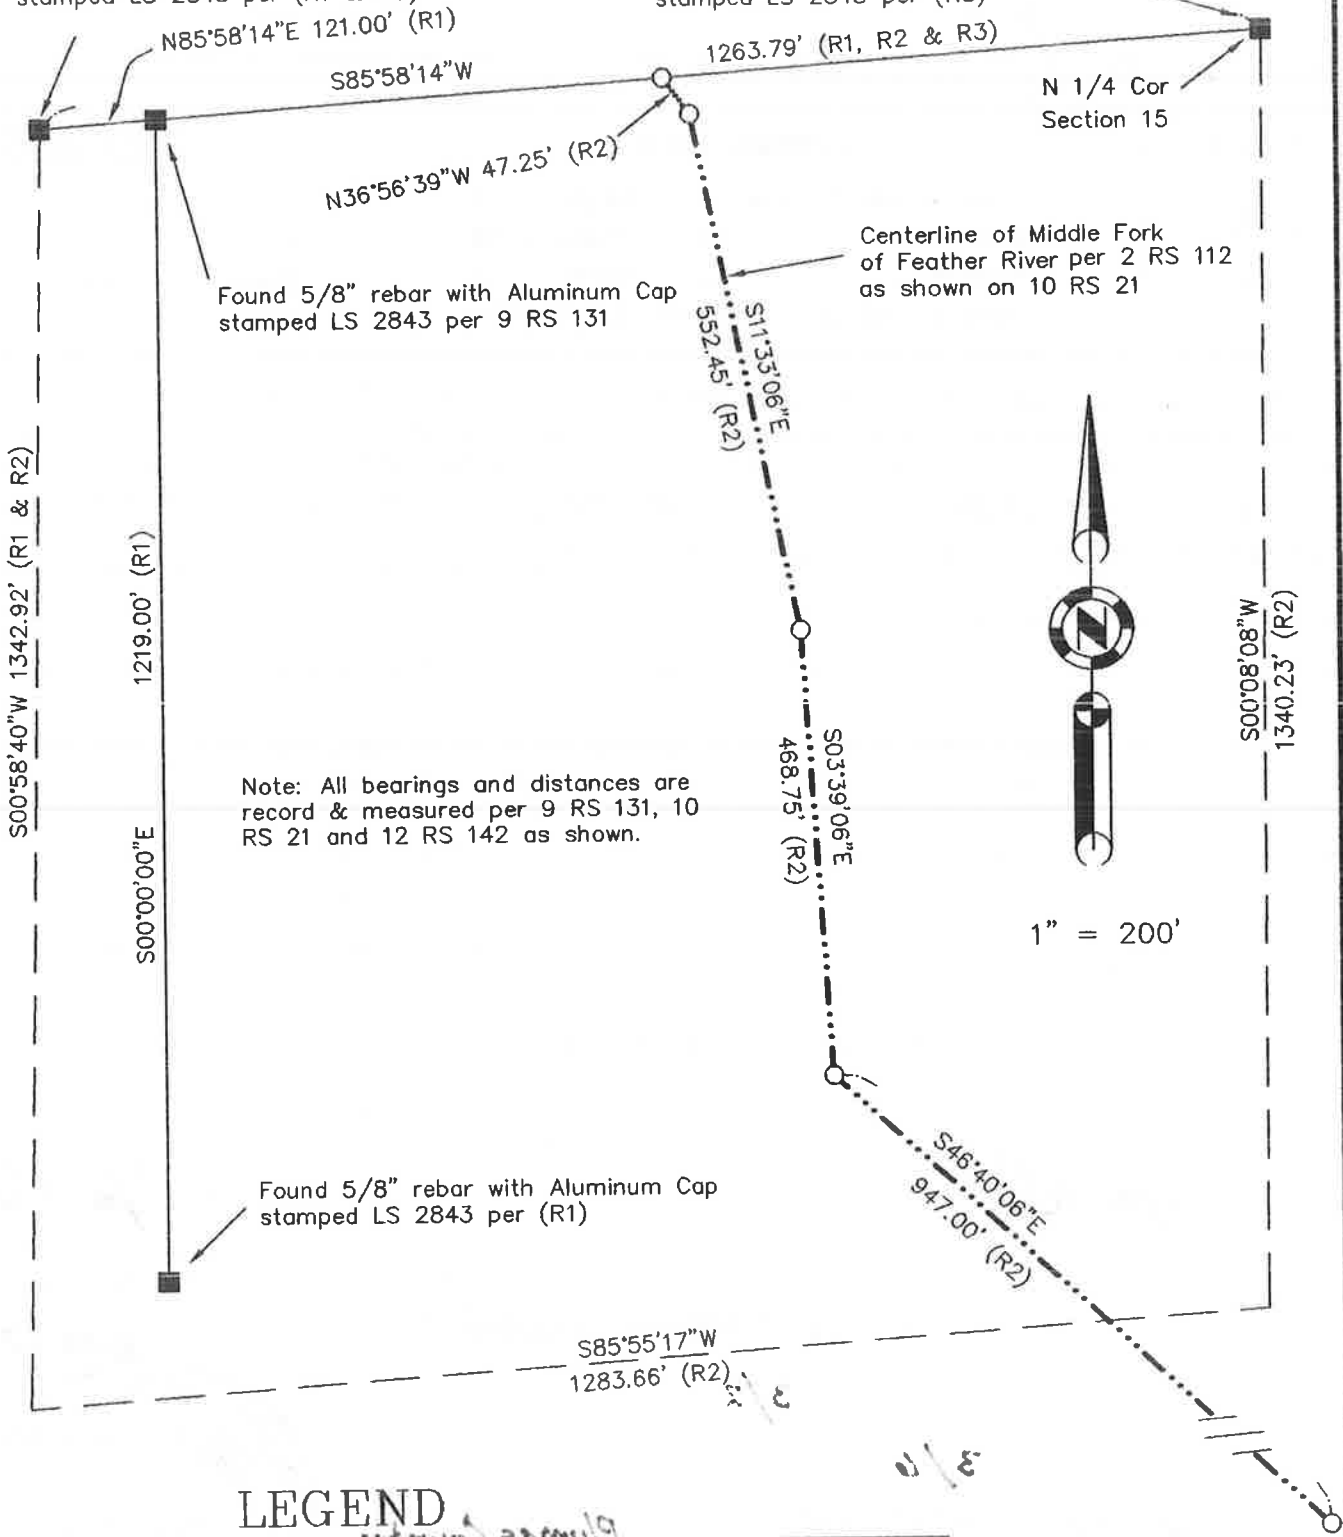 N85°58'14"E 121.00' (R1)
S85°58'14"W
1263.79' (R1, R2 & R3)
N 1/4 Cor
Section 15
N36°56'39"W 47.25' (R2)
Centerline of Middle Fork
of Feather River per 2 RS 112
as shown on 10 RS 21
Found 5/8" rebar with Aluminum Cap
stamped LS 2843 per 9 RS 131
S11°33'06"E
552.45' (R2)
S00°58'40"W 1342.92' (R1 & R2)
1219.00' (R1)
S00°00'00"E
N
S00°08'08"W
1340.23' (R2)
Note: All bearings and distances are
record & measured per 9 RS 131, 10
RS 21 and 12 RS 142 as shown.
S03°39'06"E
468.75' (R2)
1" = 200'
Found 5/8" rebar with Aluminum Cap
stamped LS 2843 per (R1)
S46°40'06"E
947.00' (R2)
S85°55'17"W
1283.66' (R2)
LEGEND